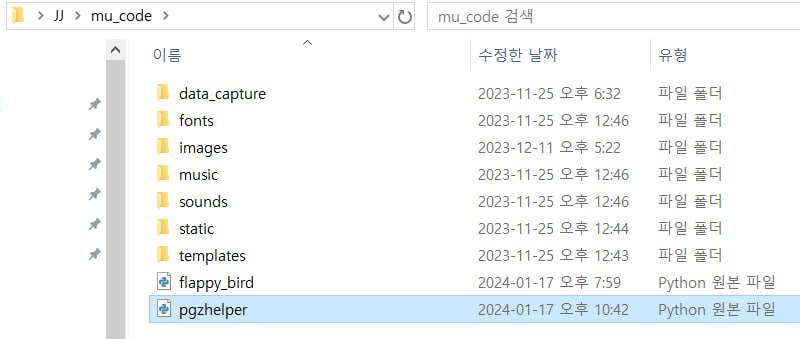 JJ > mu_code >
mu_code 검색
이름 수정한 날짜 유형
data_capture 2023-11-25 오후 6:32 파일 폴더
fonts 2023-11-25 오후 12:46 파일 폴더
images 2023-12-11 오후 5:22 파일 폴더
music 2023-11-25 오후 12:46 파일 폴더
sounds 2023-11-25 오후 12:46 파일 폴더
static 2023-11-25 오후 12:44 파일 폴더
templates 2023-11-25 오후 12:43 파일 폴더
flappy_bird 2024-01-17 오후 7:59 Python 원본 파일
pgzhelper 2024-01-17 오후 10:42 Python 원본 파일